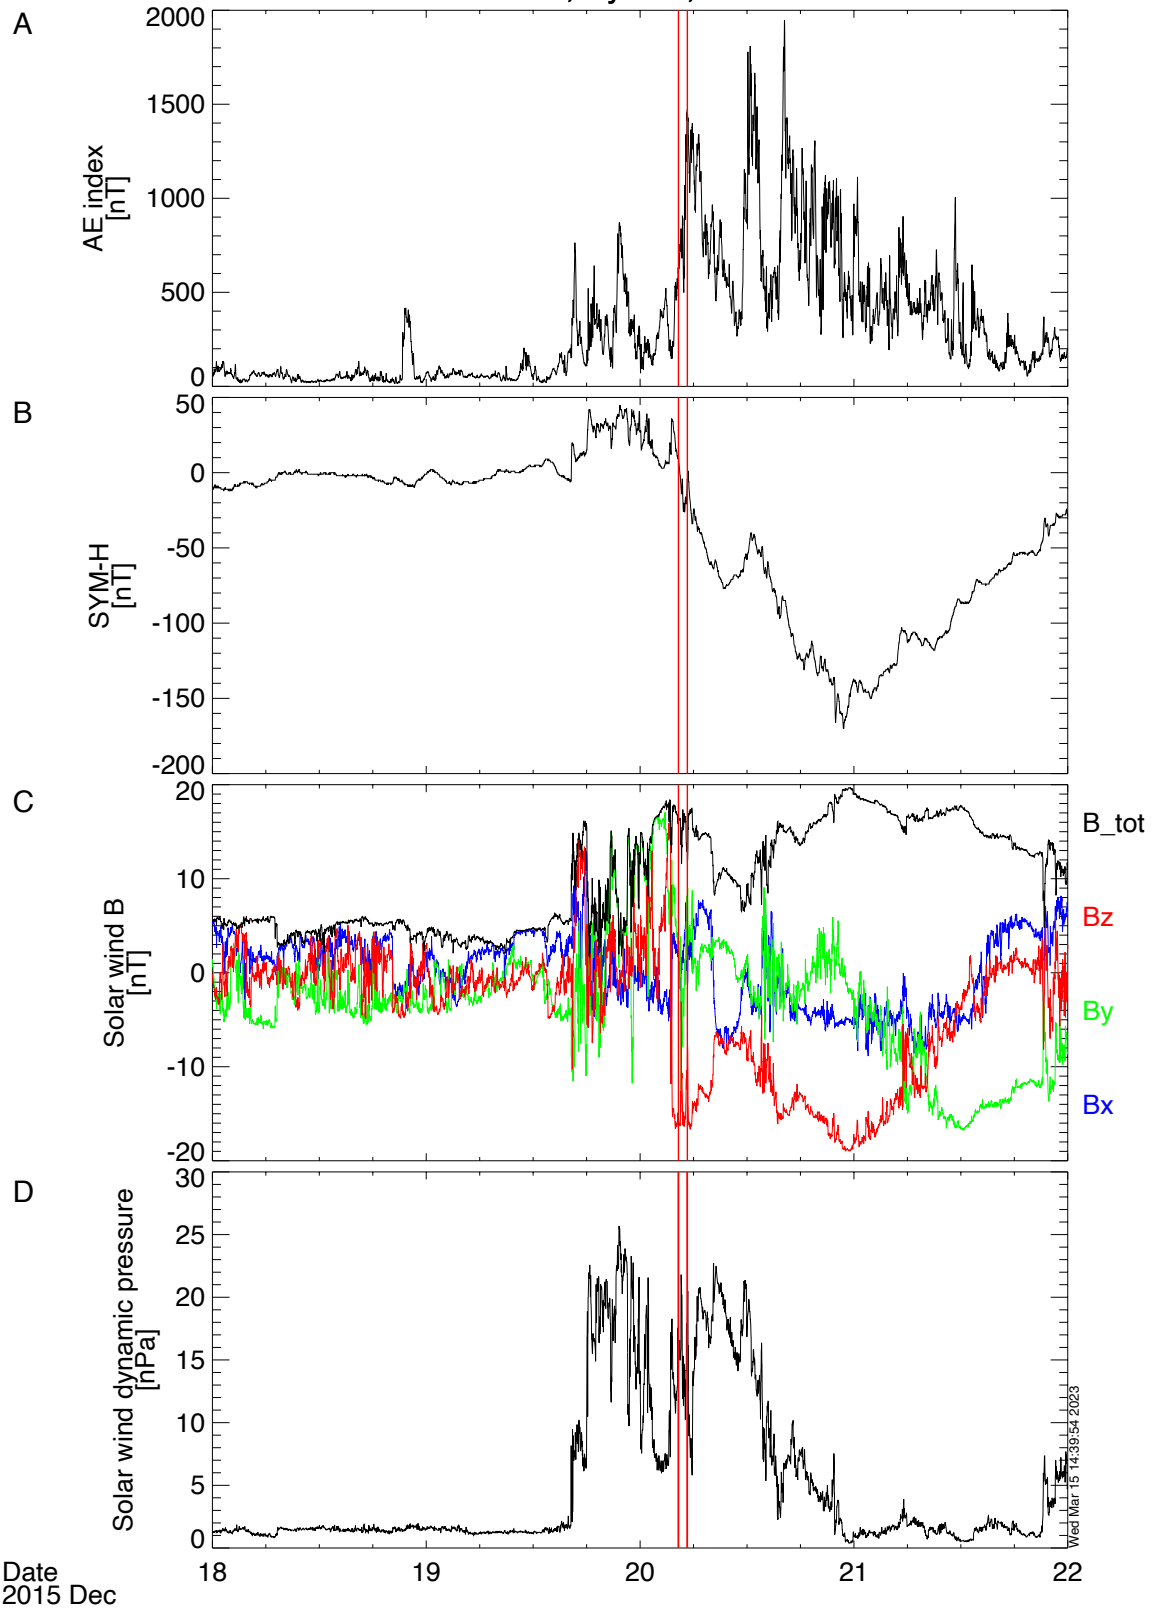 A
2000
1500
1000
500
0
AE index
[nT]
B
50
0
-50
-100
-150
-200
SYM-H
[nT]
C
20
10
0
-10
-20
Solar wind B
[nT]
B_tot
Bz
By
Bx
D
30
25
20
15
10
5
0
Solar wind dynamic pressure
[nPa]
Wed Mar 15 14:39:54 2023
18 19 20 21 22
Date
2015 Dec